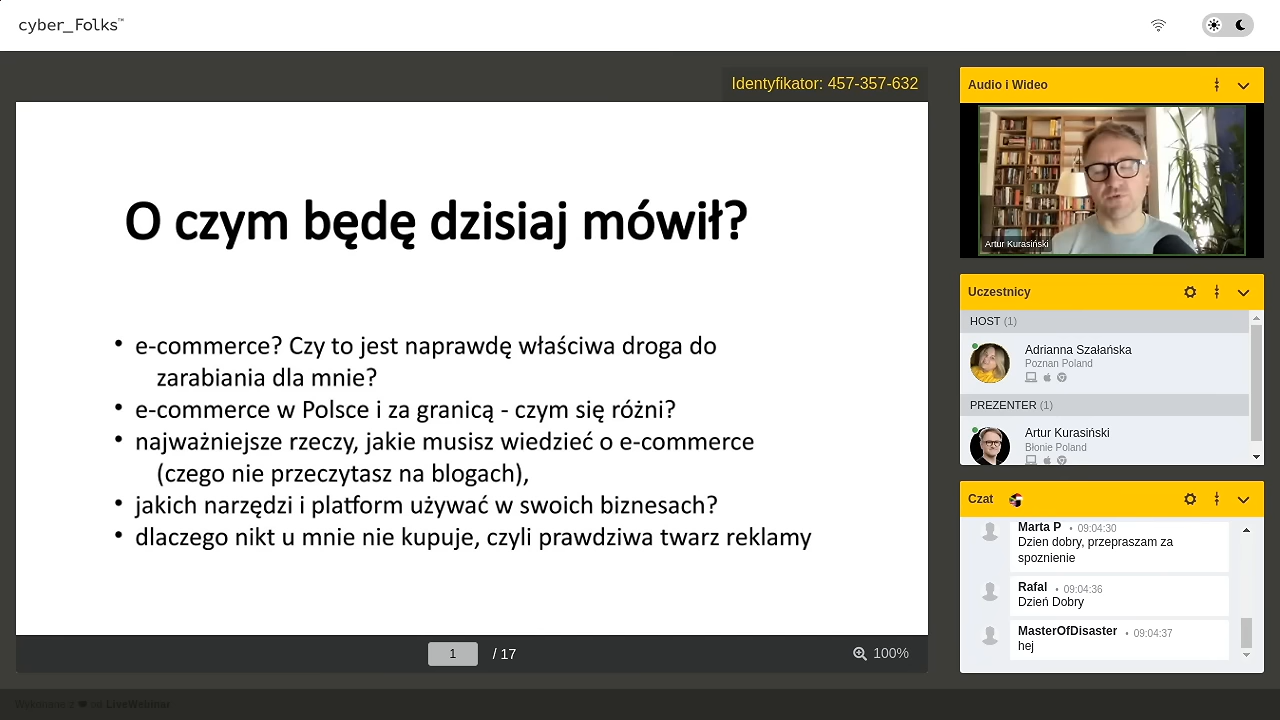 cyber_Folks™
Identyfikator: 457-357-632
O czym będę dzisiaj mówił?
• e-commerce? Czy to jest naprawdę właściwa droga do
zarabiania dla mnie?
• e-commerce w Polsce i za granicą - czym się różni?
• najważniejsze rzeczy, jakie musisz wiedzieć o e-commerce
(czego nie przeczytasz na blogach),
• jakich narzędzi i platform używać w swoich biznesach?
• dlaczego nikt u mnie nie kupuje, czyli prawdziwa twarz reklamy
1 / 17
100%
Audio i Wideo
Artur Kurasiński
Uczestnicy
HOST (1)
Adrianna Szałańska
Poznan Poland
PREZENTER (1)
Artur Kurasiński
Błonie Poland
Czat
Marta P • 09:04:30
Dzien dobry, przepraszam za
spoznienie
Rafal • 09:04:36
Dzień Dobry
MasterOfDisaster • 09:04:37
hej
Wykonane z ❤ od LiveWebinar